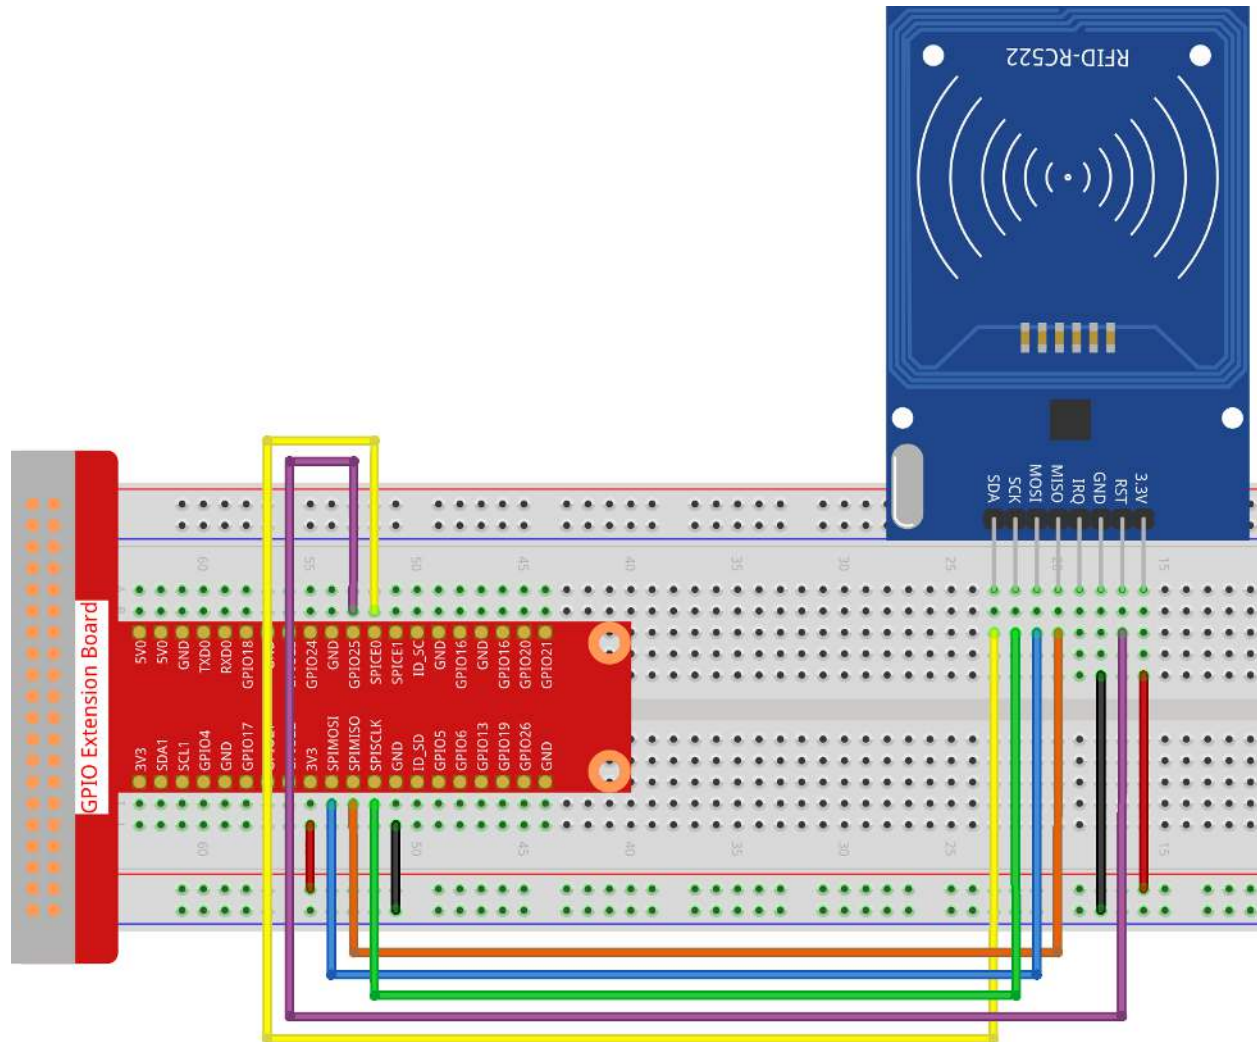 RFID-RC522
SDA
SCK
MOSI
MISO
IRQ
GND
RST
3.3V
60
55
50
45
40
35
30
25
20
15
GPIO Extension Board
5V0
5V0
GND
TXD0
RXD0
GPIO18
GPIO24
GND
GPIO25
SPICE0
SPICE1
ID_SC
GND
GPIO16
GND
GPIO16
GPIO20
GPIO21
3V3
SDA1
SCL1
GPIO4
GND
GPIO17
3V3
SPIMOSI
SPIMISO
SPISCLK
GND
ID_SD
GPIO5
GPIO6
GPIO13
GPIO19
GPIO26
GND
60
50
45
40
35
30
25
15